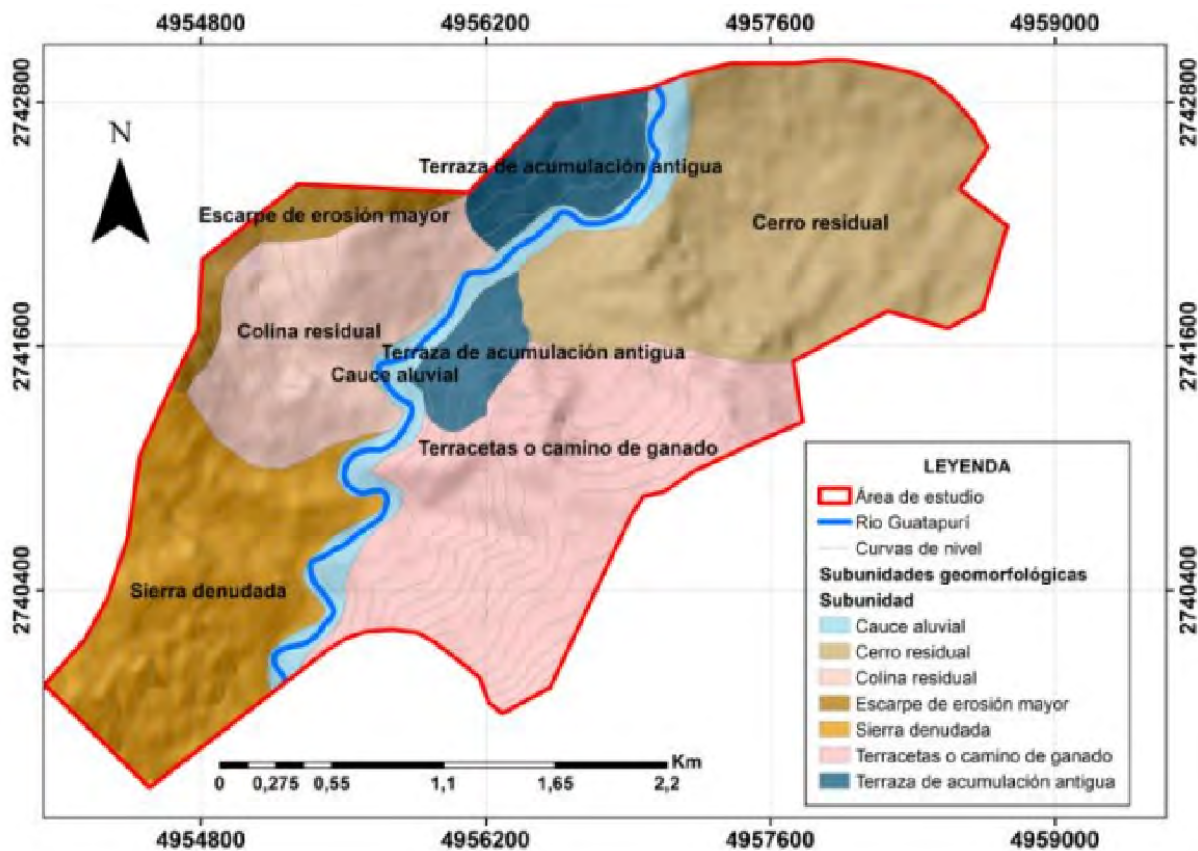 4954800 4956200 4957600 4959000
2742800 2742800
N
Terraza de acumulación antigua
Escarpe de erosión mayor
Cerro residual
Colina residual
2741600 2741600
Terraza de acumulación antigua
Cauce aluvial
Terracetas o camino de ganado
LEYENDA
Área de estudio
Rio Guatapurí
Curvas de nivel
Subunidades geomorfológicas
Subunidad
Cauce aluvial
Cerro residual
Colina residual
Escarpe de erosión mayor
Sierra denudada
Terracetas o camino de ganado
Terraza de acumulación antigua
2740400 2740400
Sierra denudada
Km
0 0,275 0,55 1,1 1,65 2,2
4954800 4956200 4957600 4959000